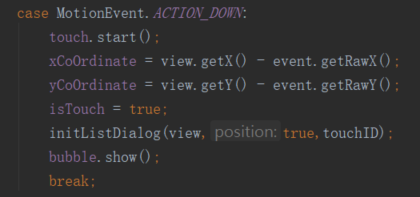 case MotionEvent.ACTION_DOWN:
touch.start();
xCoOrdinate = view.getX() - event.getRawX();
yCoOrdinate = view.getY() - event.getRawY();
isTouch = true;
initListDialog(view, position: true,touchID);
bubble.show();
break;